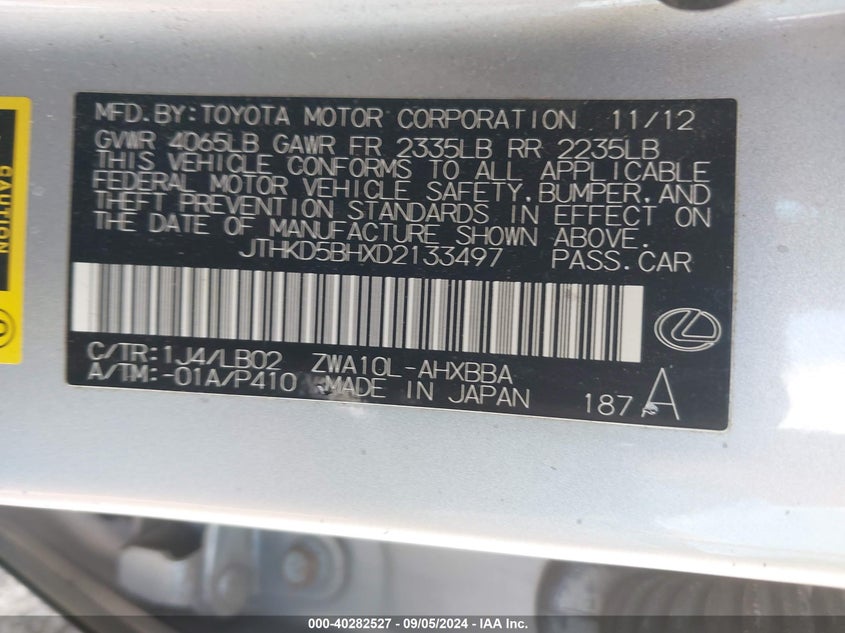 MFD.BY:TOYOTA MOTOR CORPORATION 11/12
GVWR 4065LB GAWR FR 2335LB RR 2235LB
THIS VEHICLE CONFORMS TO ALL APPLICABLE
FEDERAL MOTOR VEHICLE SAFETY,BUMPER,AND
THEFT PREVENTION STANDARDS IN EFFECT ON
THE DATE OF MANUFACTURE SHOWN ABOVE.
JTHKD5BHXD2133497 PASS.CAR
C/TR:1J4/LB02 ZWA10L-AHXBBA
A/TM:-01A/P410 MADE IN JAPAN 187 A
CAUTION
000-40282527 - 09/05/2024 - IAA Inc.